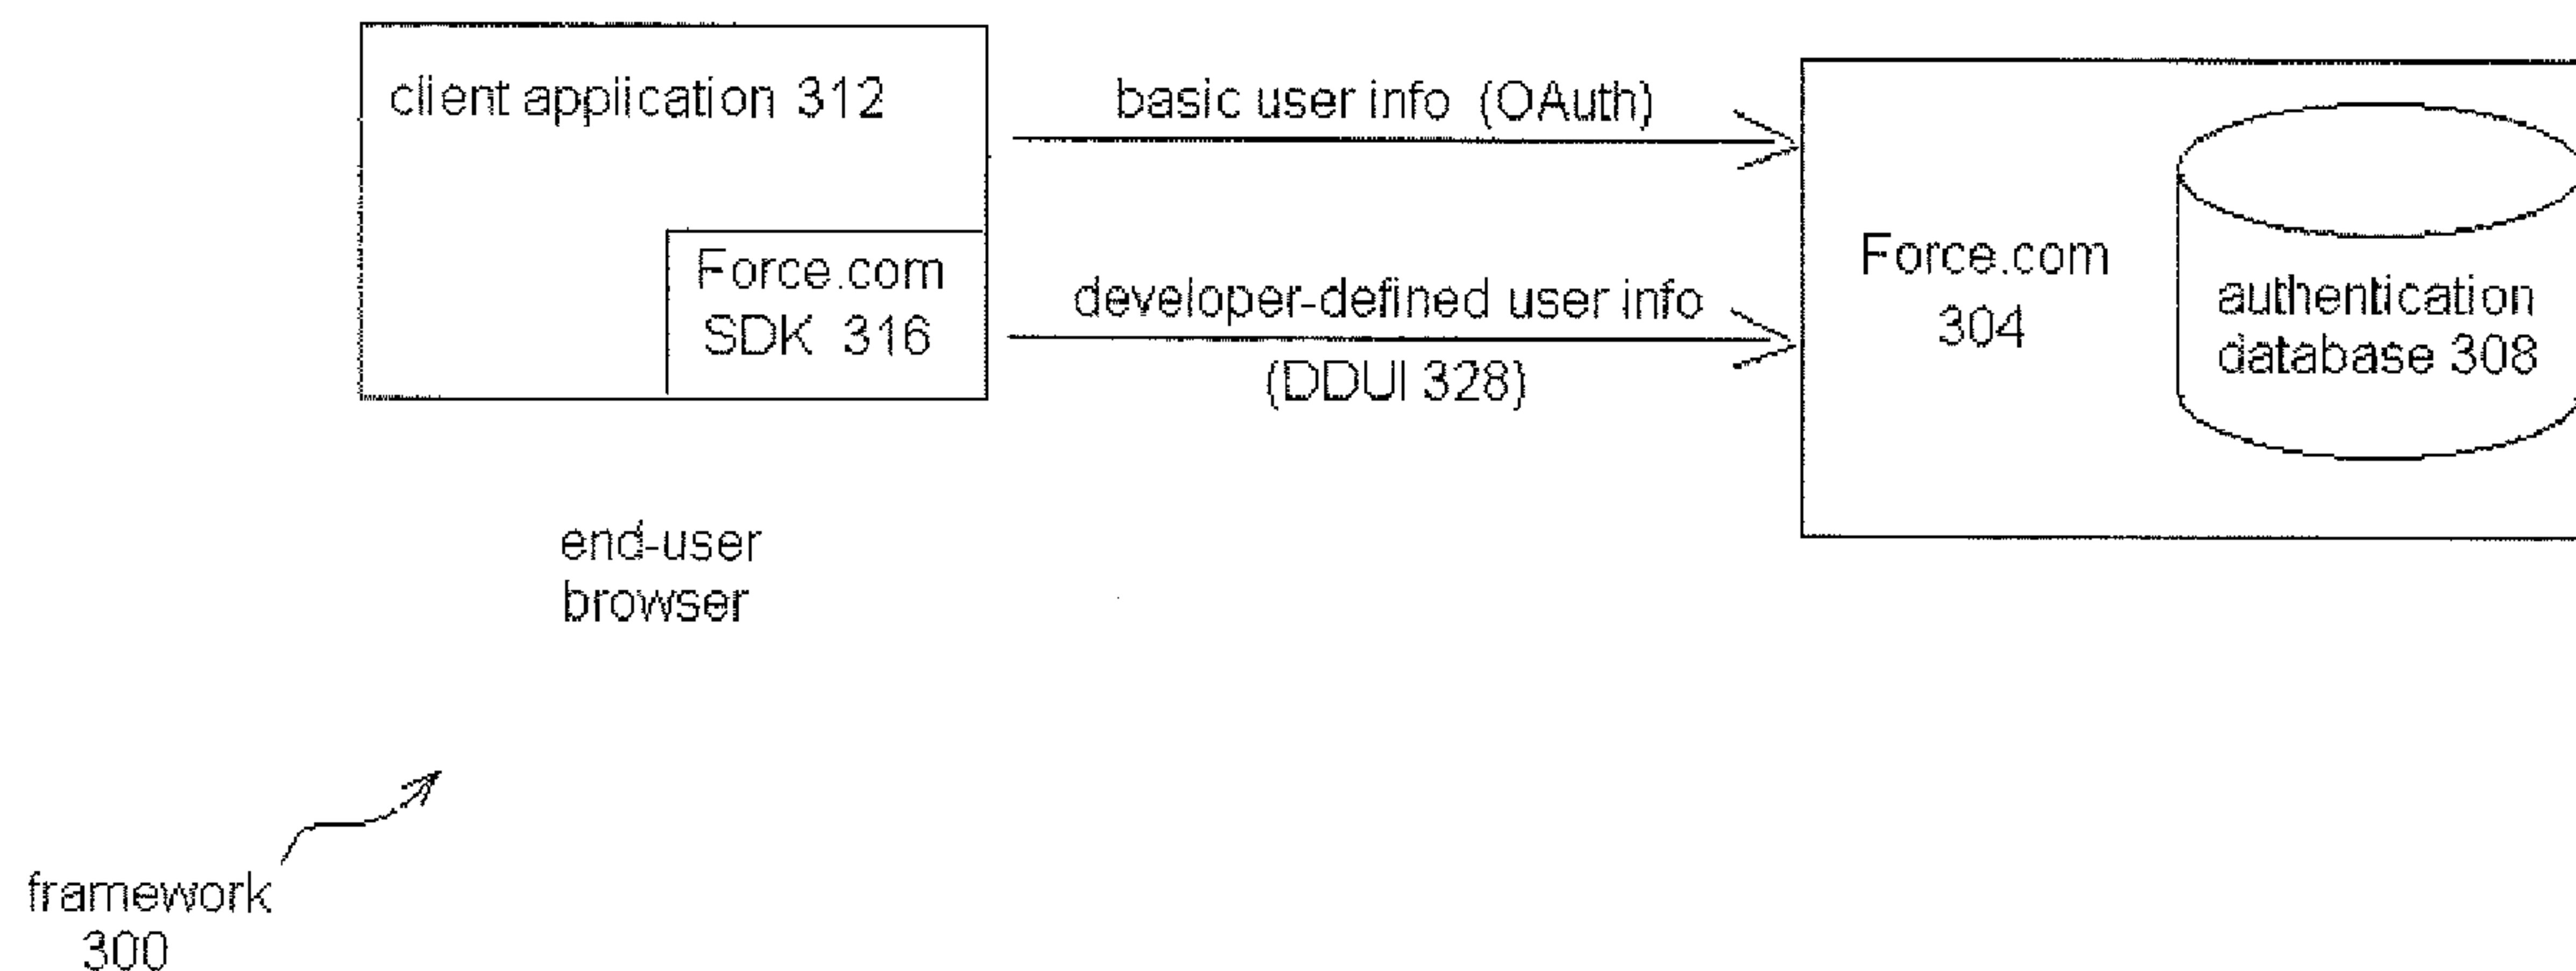 client application 312
Force.com
SDK 316
basic user info (OAuth)
developer-defined user info
(DDUI 328)
Force.com
304
authentication
database 308
end-user
browser
framework
300